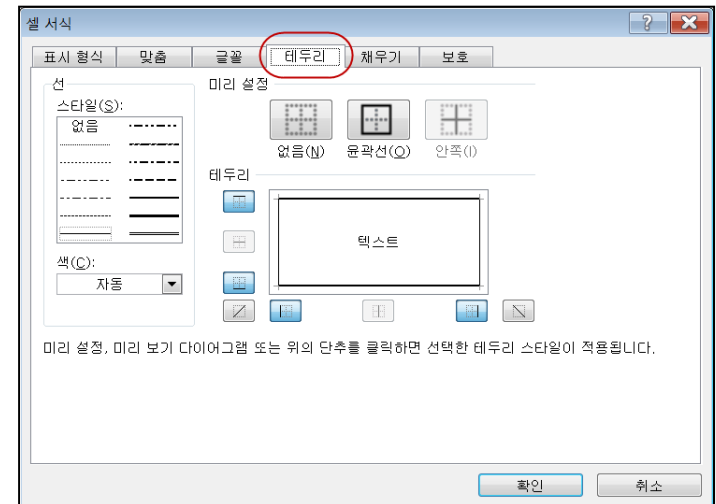 셀 서식
표시 형식 맞춤 글꼴 테두리 채우기 보호
선
스타일(S):
없음
색(C):
자동
미리 설정
없음(N) 윤곽선(O) 안쪽(I)
테두리
텍스트
미리 설정, 미리 보기 다이어그램 또는 위의 단추를 클릭하면 선택한 테두리 스타일이 적용됩니다.
확인 취소